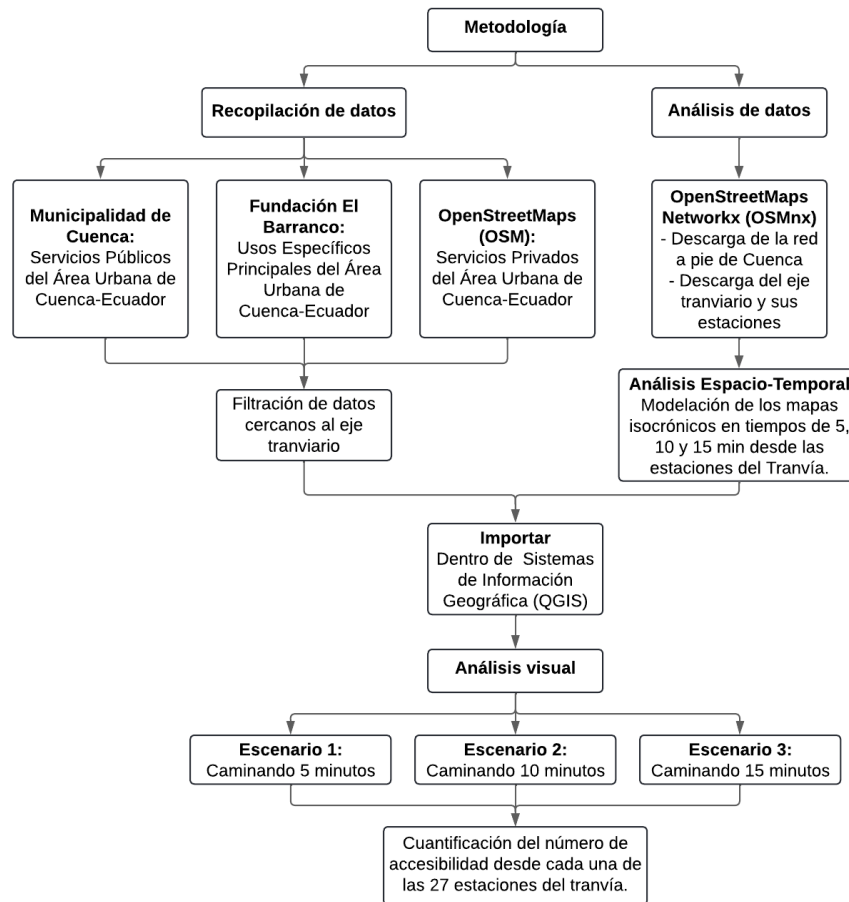 Metodología
Recopilación de datos
Análisis de datos
Municipalidad de
Cuenca:
Servicios Públicos
del Área Urbana de
Cuenca-Ecuador
Fundación El
Barranco:
Usos Específicos
Principales del Área
Urbana de
Cuenca-Ecuador
OpenStreetMaps
(OSM):
Servicios Privados
del Área Urbana de
Cuenca-Ecuador
OpenStreetMaps
Networkx (OSMnx)
- Descarga de la red
a pie de Cuenca
- Descarga del eje
tranviario y sus
estaciones
Filtración de datos
cercanos al eje
tranviario
Análisis Espacio-Temporal
Modelación de los mapas
isocrónicos en tiempos de 5,
10 y 15 min desde las
estaciones del Tranvía.
Importar
Dentro de Sistemas
de Información
Geográfica (QGIS)
Análisis visual
Escenario 1:
Caminando 5 minutos
Escenario 2:
Caminando 10 minutos
Escenario 3:
Caminando 15 minutos
Cuantificación del número de
accesibilidad desde cada una de
las 27 estaciones del tranvía.